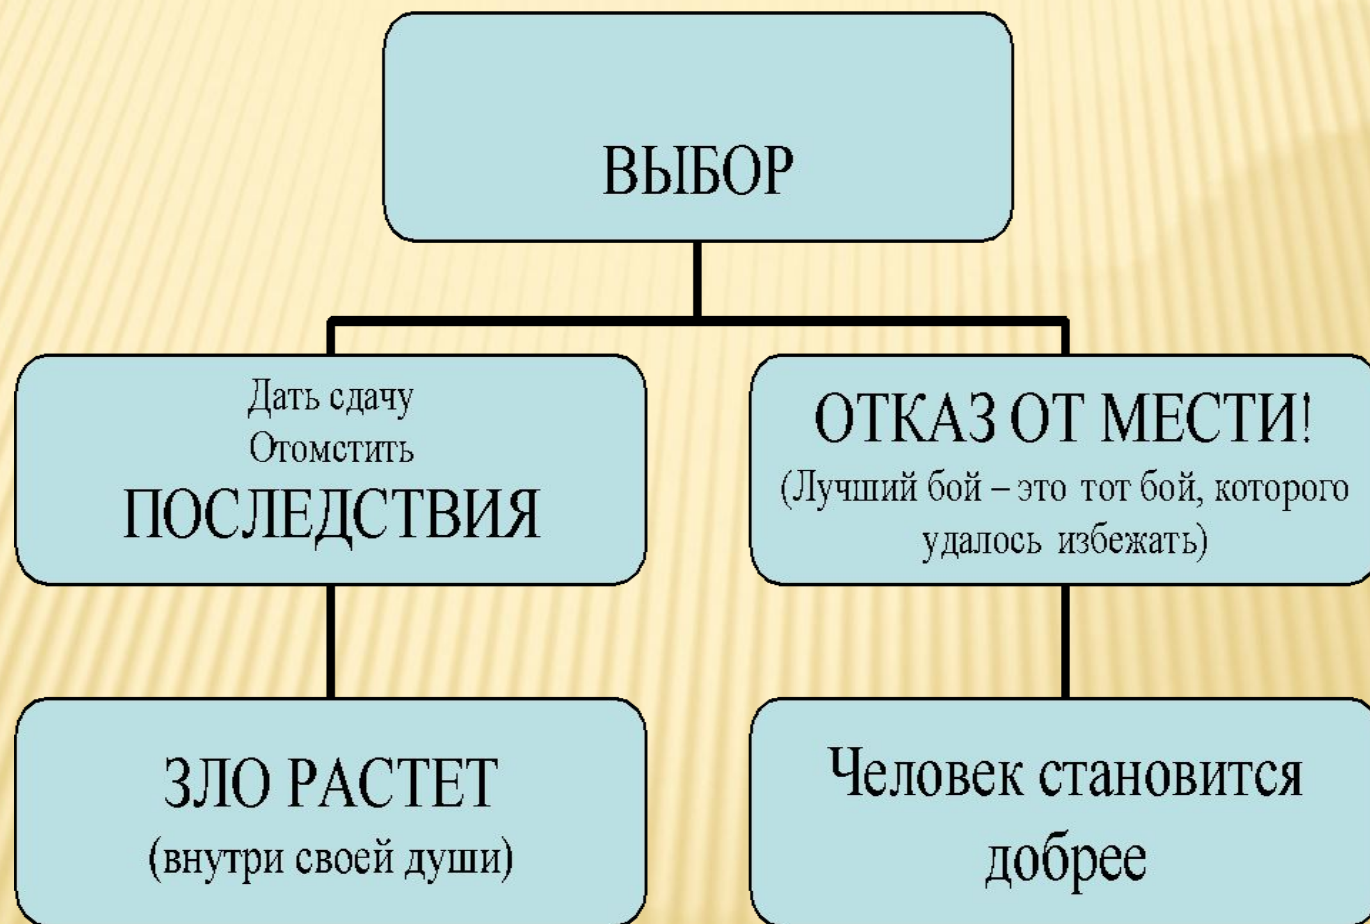 ВЫБОР
Дать сдачу
Отомстить
ПОСЛЕДСТВИЯ
ОТКАЗ ОТ МЕСТИ!
(Лучший бой – это тот бой, которого
удалось избежать)
ЗЛО РАСТЕТ
(внутри своей души)
Человек становится
добрее